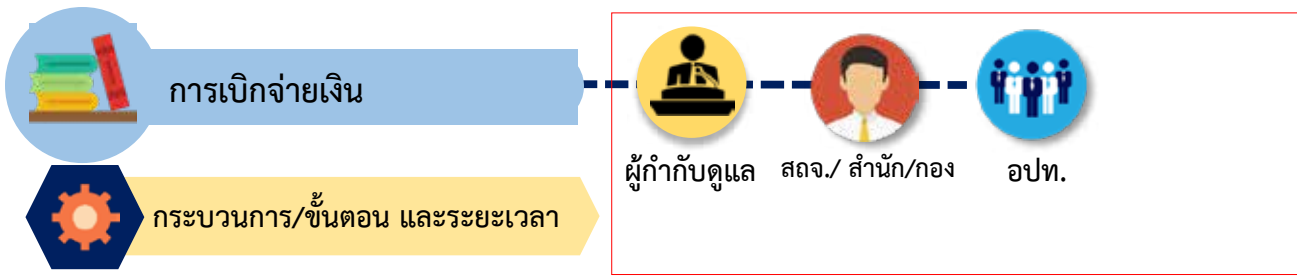 การเบิกจ่ายเงิน
ผู้กำกับดูแล
สถจ./ สำนัก/กอง
อปท.
กระบวนการ/ขั้นตอน และระยะเวลา